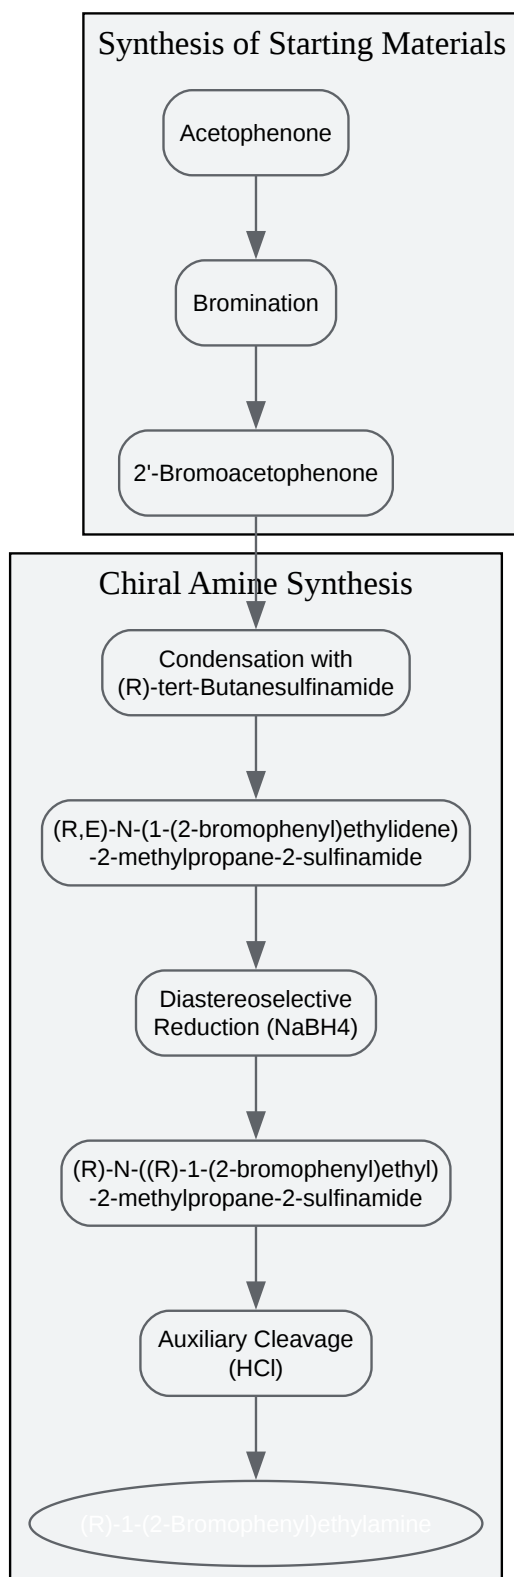 Synthesis of Starting Materials
Acetophenone
Bromination
2'-Bromoacetophenone
Chiral Amine Synthesis
Condensation with
(R)-tert-Butanesulfinamide
(R,E)-N-(1-(2-bromophenyl)ethylidene)
-2-methylpropane-2-sulfinamide
Diastereoselective
Reduction (NaBH4)
(R)-N-((R)-1-(2-bromophenyl)ethyl)
-2-methylpropane-2-sulfinamide
Auxiliary Cleavage
(HCl)
(R)-1-(2-Bromophenyl)ethylamine